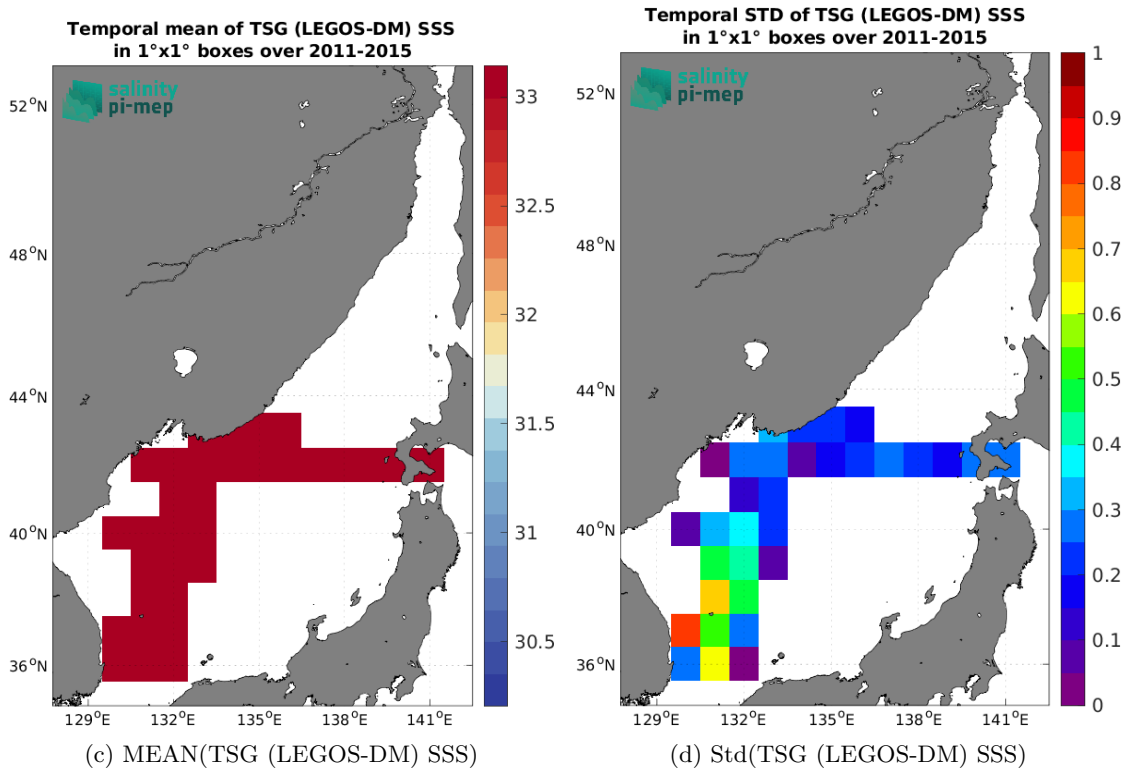 Temporal mean of TSG (LEGOS-DM) SSS
in 1°x1° boxes over 2011-2015
salinity
pi-mep
52°N
48°N
44°N
40°N
36°N
129°E 132°E 135°E 138°E 141°E
33
32.5
32
31.5
31
30.5
(c) MEAN(TSG (LEGOS-DM) SSS)
Temporal STD of TSG (LEGOS-DM) SSS
in 1°x1° boxes over 2011-2015
salinity
pi-mep
52°N
48°N
44°N
40°N
36°N
129°E 132°E 135°E 138°E 141°E
1
0.9
0.8
0.7
0.6
0.5
0.4
0.3
0.2
0.1
0
(d) Std(TSG (LEGOS-DM) SSS)